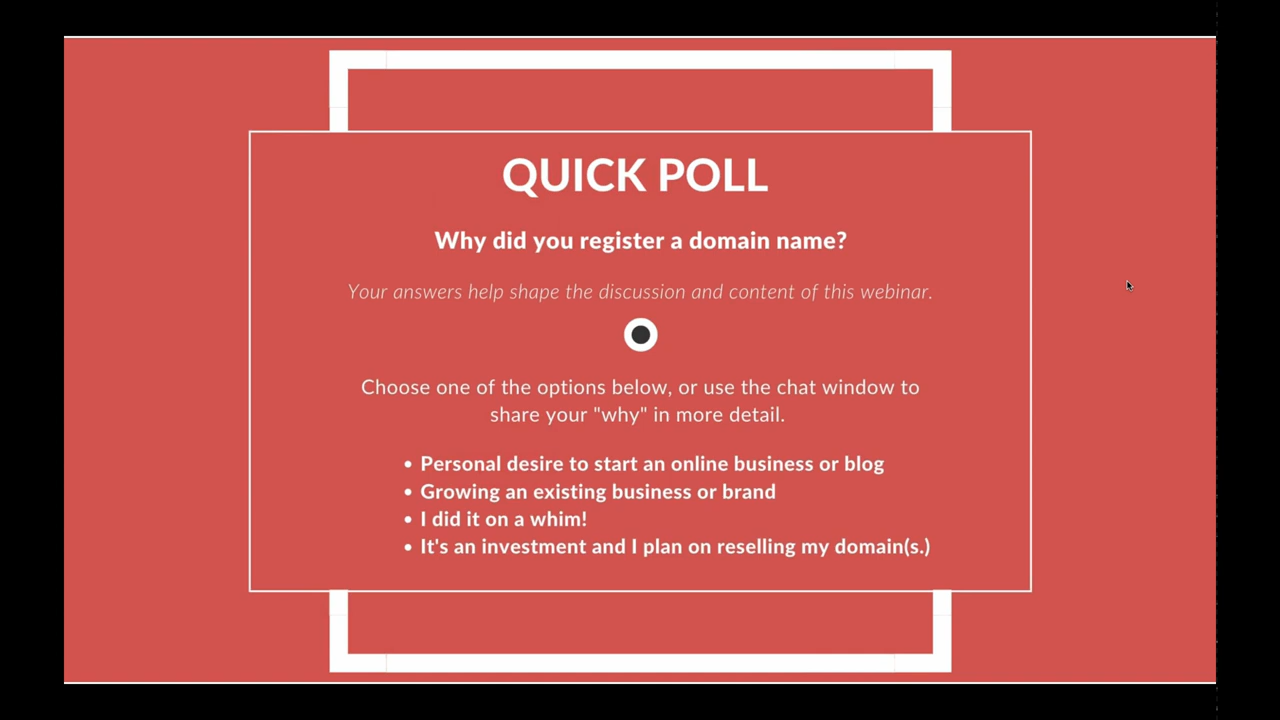 QUICK POLL
Why did you register a domain name?
Your answers help shape the discussion and content of this webinar.
Choose one of the options below, or use the chat window to
share your "why" in more detail.
• Personal desire to start an online business or blog
• Growing an existing business or brand
• I did it on a whim!
• It's an investment and I plan on reselling my domain(s.)